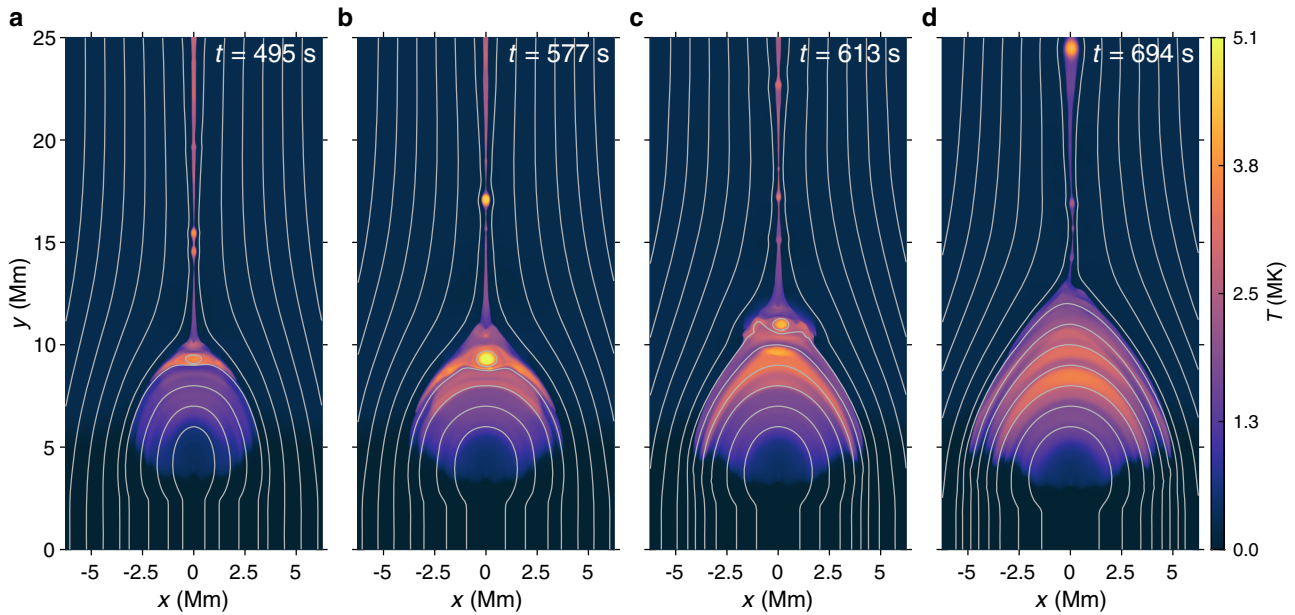 a
b
c
d
t = 495 s
t = 577 s
t = 613 s
t = 694 s
25
20
15
10
5
0
y (Mm)
-5 -2.5 0 2.5 5
-5 -2.5 0 2.5 5
-5 -2.5 0 2.5 5
-5 -2.5 0 2.5 5
x (Mm)
x (Mm)
x (Mm)
x (Mm)
5.1
3.8
2.5
1.3
0.0
T (MK)